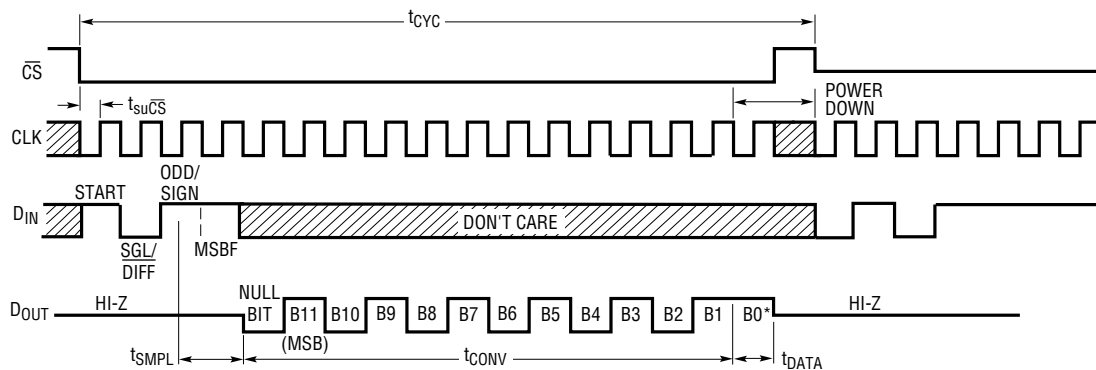 tCYC
CS
tsuCS
POWER
DOWN
CLK
START
ODD/
SIGN
DIN
DON'T CARE
SGL/
DIFF
MSBF
DOUT
HI-Z
NULL
BIT
B11
(MSB)
B10
B9
B8
B7
B6
B5
B4
B3
B2
B1
B0*
HI-Z
tSMPL
tCONV
tDATA